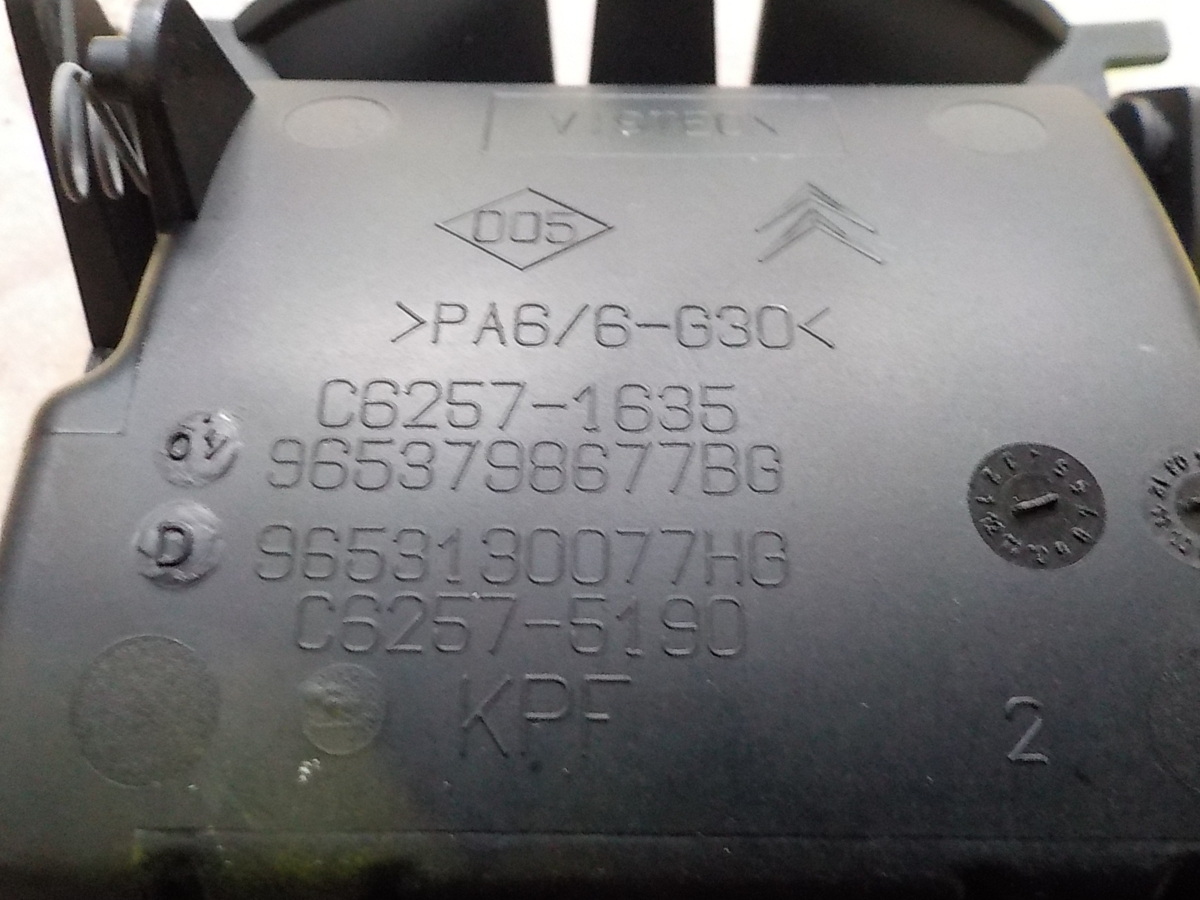 VISTEON
005
>PA6/6-G30<
C6257-1635
9653798677BG
D
9653130077HG
C6257-5190
KPF
2